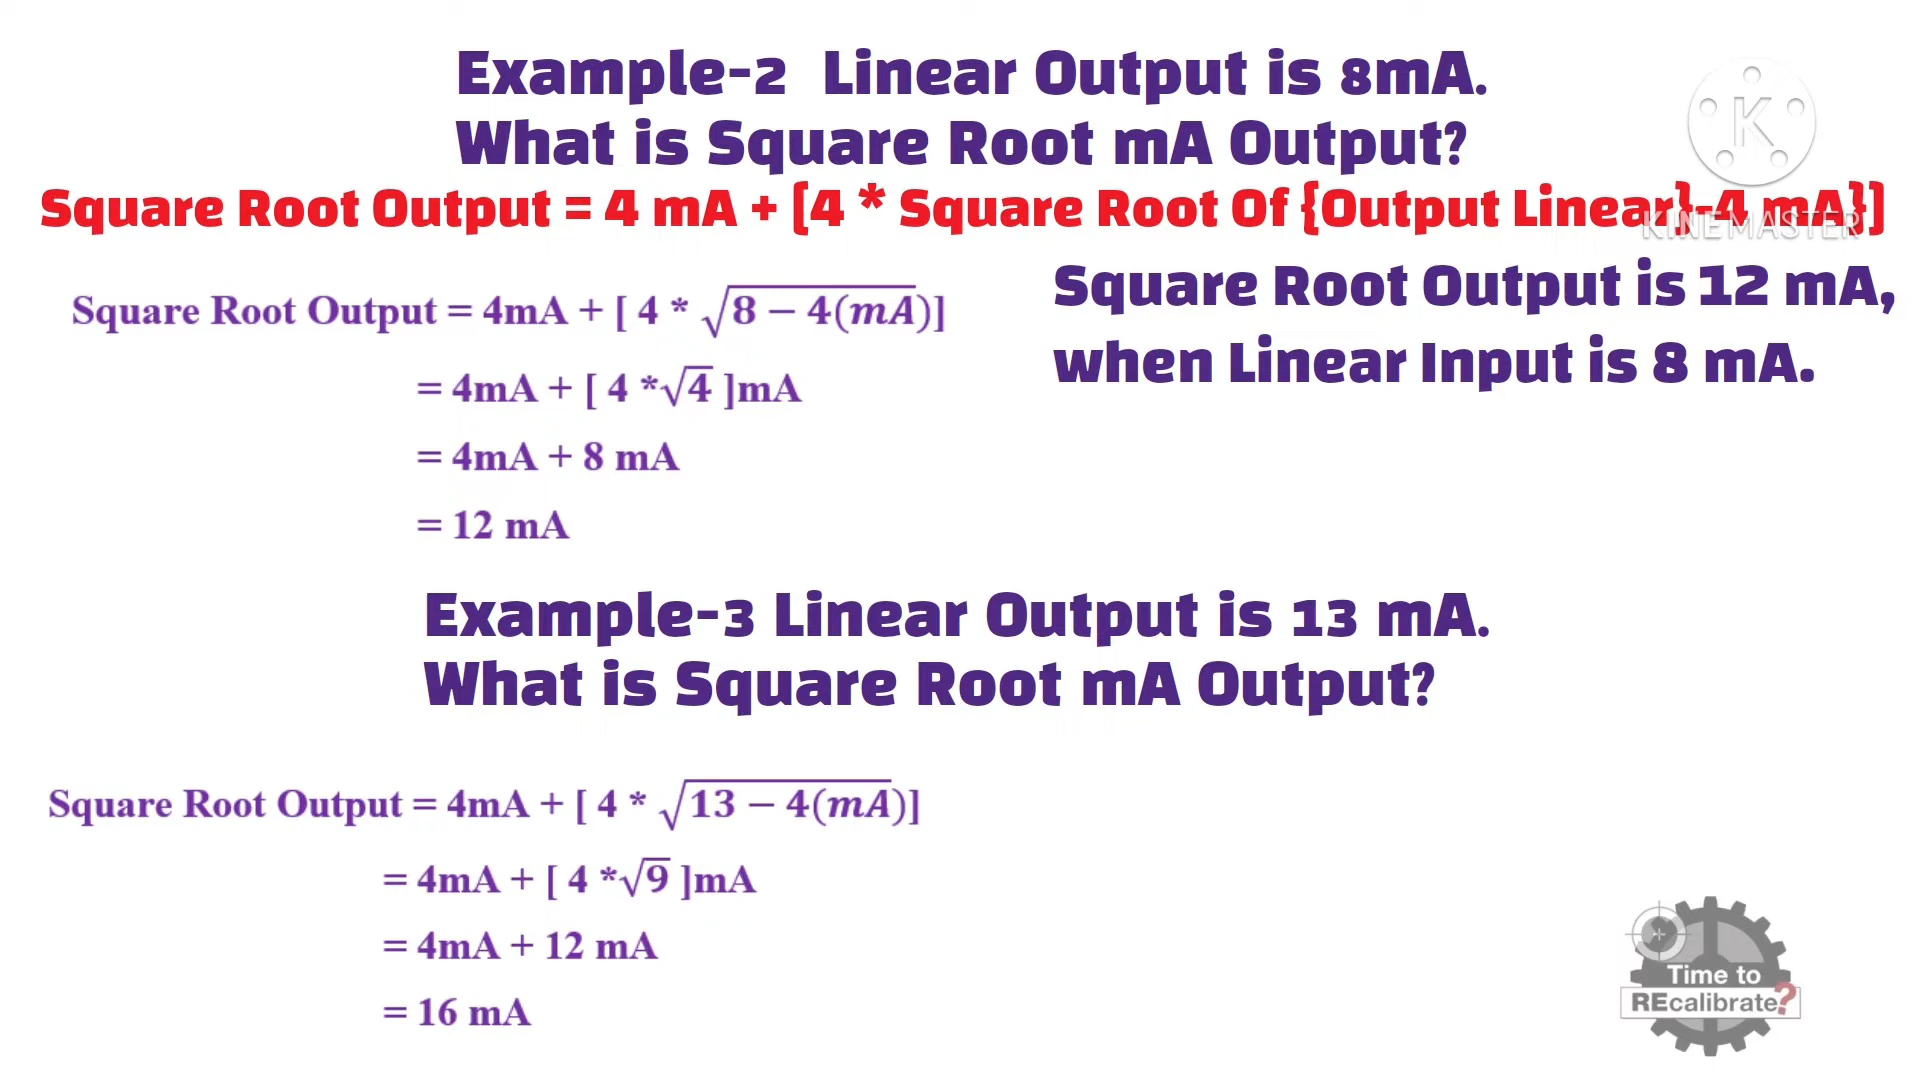 Example-2 Linear Output is 8mA.
What is Square Root mA Output?
Square Root Output = 4 mA + [4 * Square Root Of {Output Linear}-4 mA}]
KINEMASTER
Square Root Output = 4mA + [ 4 * √8 − 4(mA)]
= 4mA + [ 4 *√4 ]mA
= 4mA + 8 mA
= 12 mA
Square Root Output is 12 mA,
when Linear Input is 8 mA.
Example-3 Linear Output is 13 mA.
What is Square Root mA Output?
Square Root Output = 4mA + [ 4 * √13 − 4(mA)]
= 4mA + [ 4 *√9 ]mA
= 4mA + 12 mA
= 16 mA
K
Time to
REcalibrate?